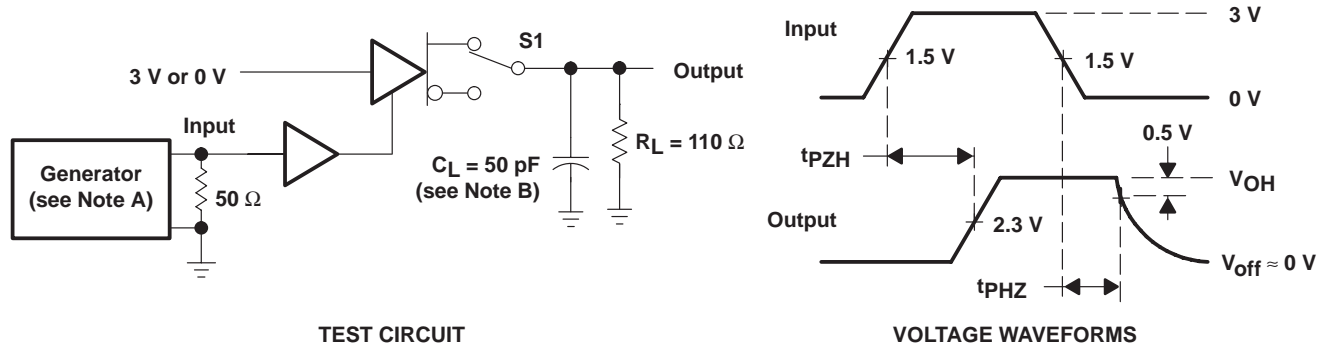 S1
3 V or 0 V
Output
Input
Generator
(see Note A)
50 Ω
CL = 50 pF
(see Note B)
RL = 110 Ω
TEST CIRCUIT
Input
3 V
1.5 V
1.5 V
0 V
0.5 V
tPZH
VOH
Output
2.3 V
Voff ≈ 0 V
tPHZ
VOLTAGE WAVEFORMS